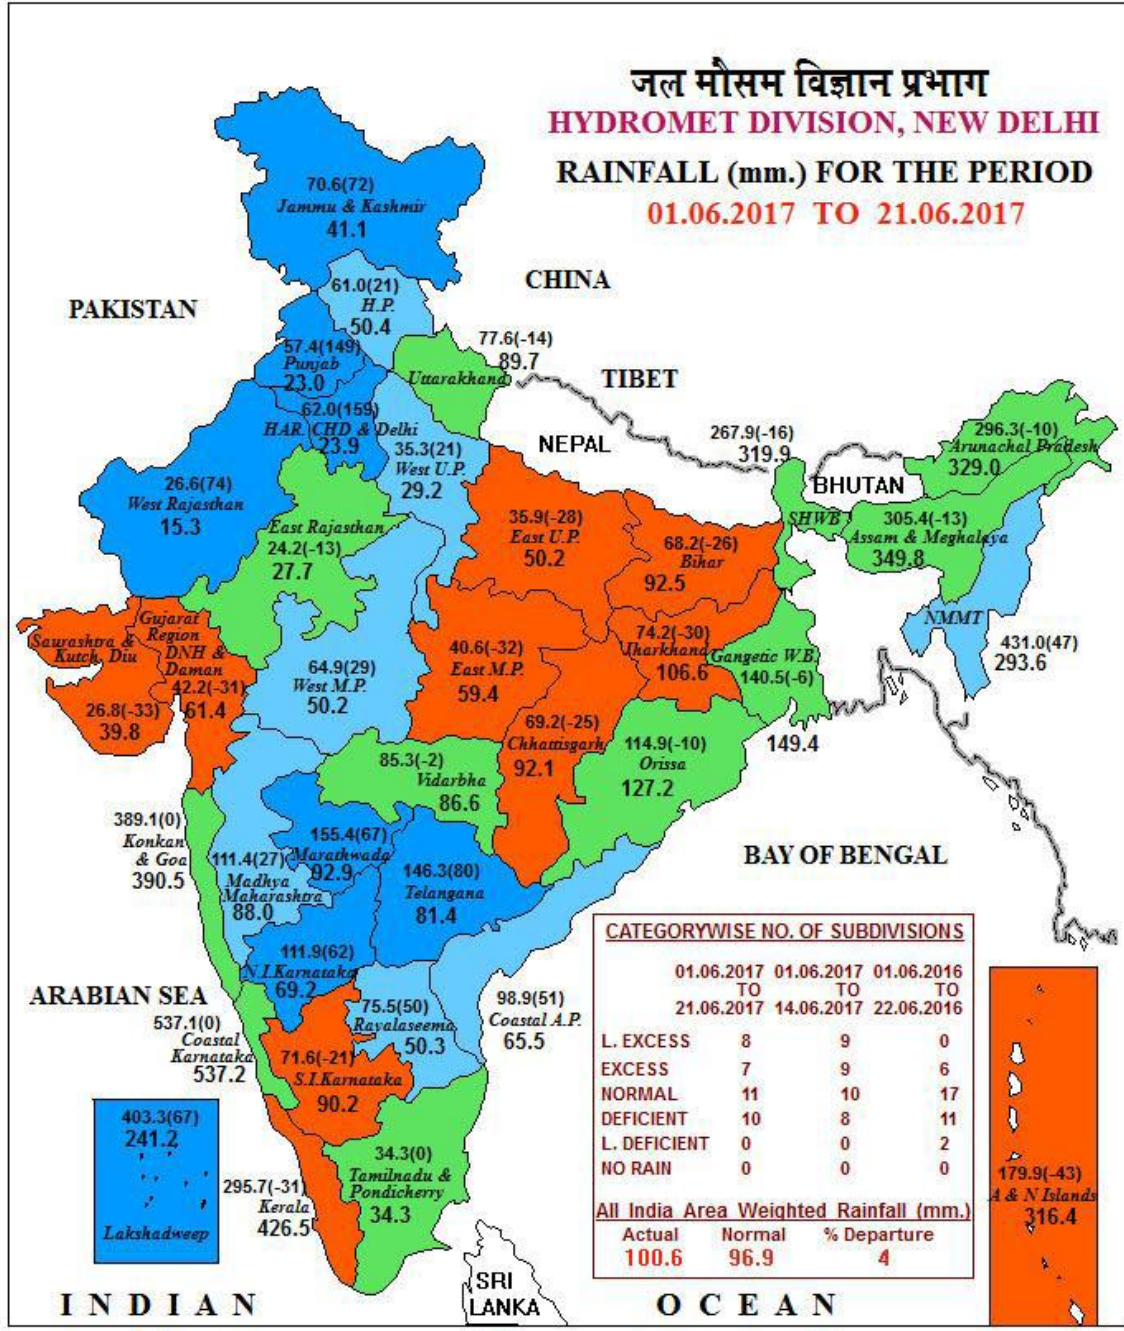 जल मौसम विज्ञान प्रभाग
HYDROMET DIVISION, NEW DELHI
RAINFALL (mm.) FOR THE PERIOD
01.06.2017 TO 21.06.2017
70.6(72)
Jammu & Kashmir
41.1
CHINA
61.0(21)
H.P.
50.4
PAKISTAN
77.6(-14)
89.7
Uttarakhand
57.4(149)
Punjab
23.0
TIBET
62.0(159)
HAR. CHD & Delhi
23.9
NEPAL
267.9(-16)
319.9
296.3(-10)
Arunachal Pradesh
329.0
35.3(21)
West U.P.
29.2
BHUTAN
26.6(74)
West Rajasthan
15.3
East Rajasthan
24.2(-13)
27.7
35.9(-28)
East U.P.
50.2
68.2(-26)
Bihar
92.5
SHWB
305.4(-13)
Assam & Meghalaya
349.8
Saurashtra &
Kutch, Diu
26.8(-33)
39.8
Gujarat
Region
DNH &
Daman
42.2(-31)
61.4
64.9(29)
West M.P.
50.2
40.6(-32)
East M.P.
59.4
74.2(-30)
Jharkhand
106.6
Gangetic W.B.
140.5(-6)
149.4
NMMT
431.0(47)
293.6
69.2(-25)
Chhattisgarh
92.1
114.9(-10)
Orissa
127.2
85.3(-2)
Vidarbha
86.6
389.1(0)
Konkan
& Goa
390.5
111.4(27)
Madhya
Maharashtra
88.0
155.4(67)
Marathwada
92.9
146.3(80)
Telangana
81.4
BAY OF BENGAL
111.9(62)
N.I.Karnataka
69.2
ARABIAN SEA
75.5(50)
Rayalaseema
50.3
98.9(51)
Coastal A.P.
65.5
537.1(0)
Coastal
Karnataka
537.2
71.6(-21)
S.I.Karnataka
90.2
403.3(67)
241.2
Lakshadweep
295.7(-31)
Kerala
426.5
34.3(0)
Tamilnadu &
Pondicherry
34.3
CATEGORYWISE NO. OF SUBDIVISIONS
01.06.2017 01.06.2017 01.06.2016
TO TO TO
21.06.2017 14.06.2017 22.06.2016
L. EXCESS 8 9 0
EXCESS 7 9 6
NORMAL 11 10 17
DEFICIENT 10 8 11
L. DEFICIENT 0 0 2
NO RAIN 0 0 0
All India Area Weighted Rainfall (mm.)
Actual Normal % Departure
100.6 96.9 4
179.9(-43)
A & N Islands
316.4
SRI
LANKA
INDIAN OCEAN